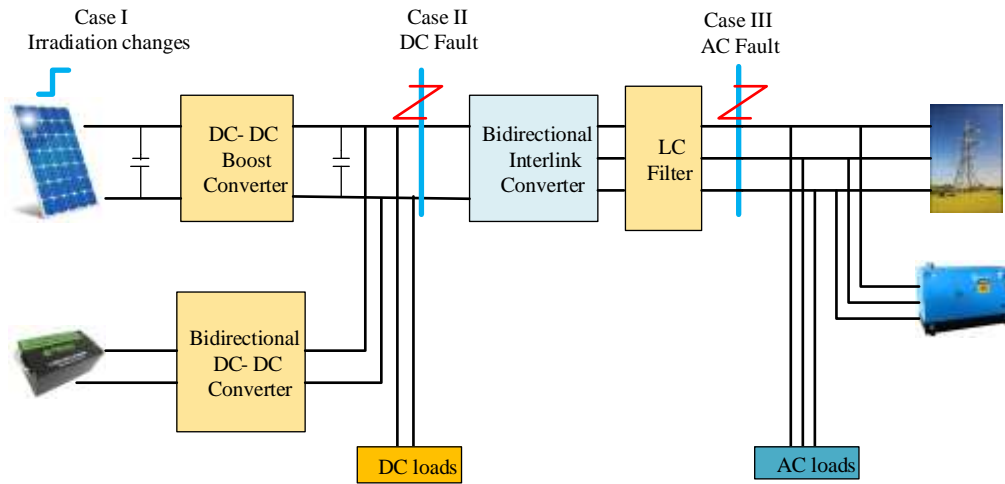 Case I
Irradiation changes
Case II
DC Fault
Case III
AC Fault
DC- DC
Boost
Converter
Bidirectional
Interlink
Converter
LC
Filter
Bidirectional
DC- DC
Converter
DC loads
AC loads